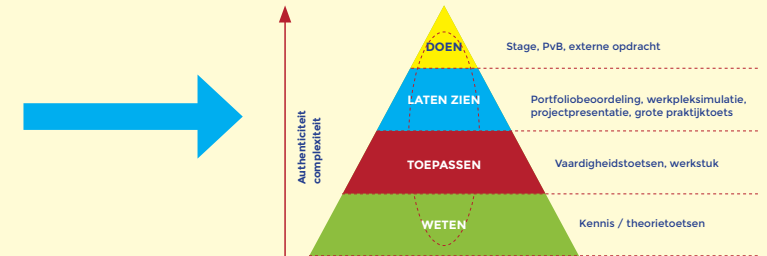 DOEN
Stage, PvB, externe opdracht
LATEN ZIEN
Portfoliobeoordeling, werkpleksimulatie,
projectpresentatie, grote praktijktoets
Authenticiteit
complexiteit
TOEPASSEN
Vaardigheidstoetsen, werkstuk
WETEN
Kennis / theorietoetsen